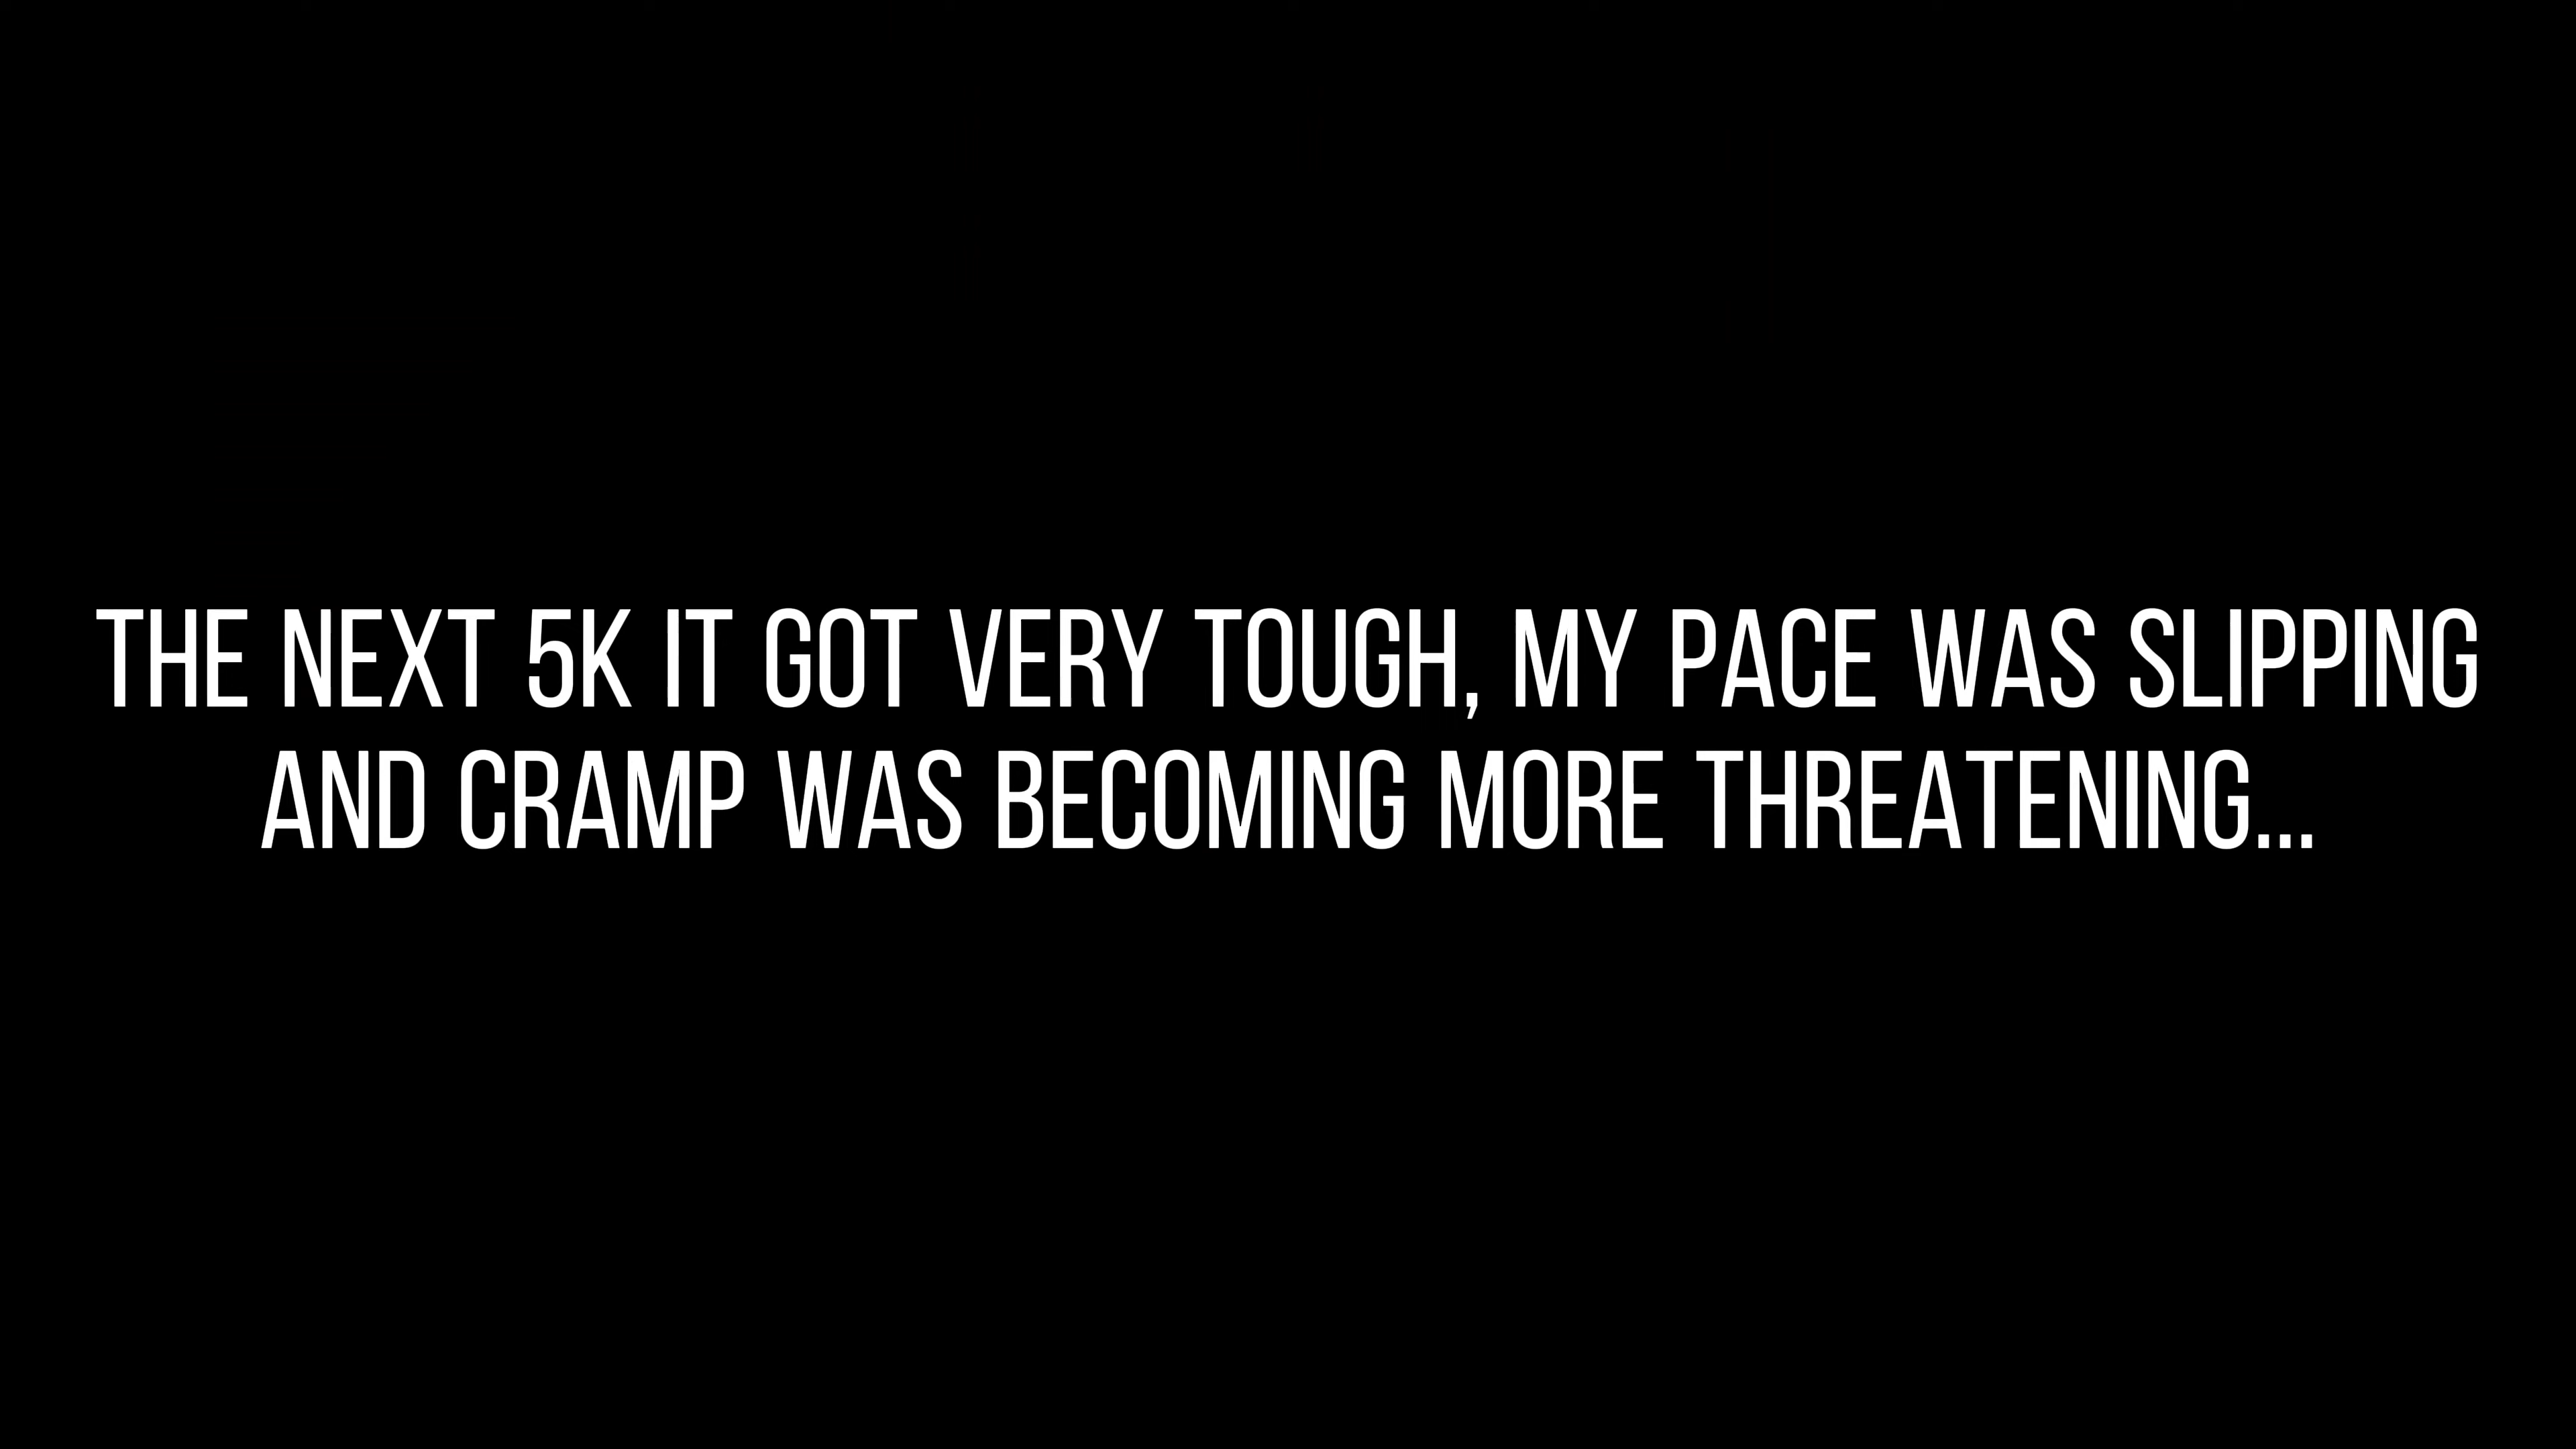 THE NEXT 5K IT GOT VERY TOUGH, MY PACE WAS SLIPPING
AND CRAMP WAS BECOMING MORE THREATENING...